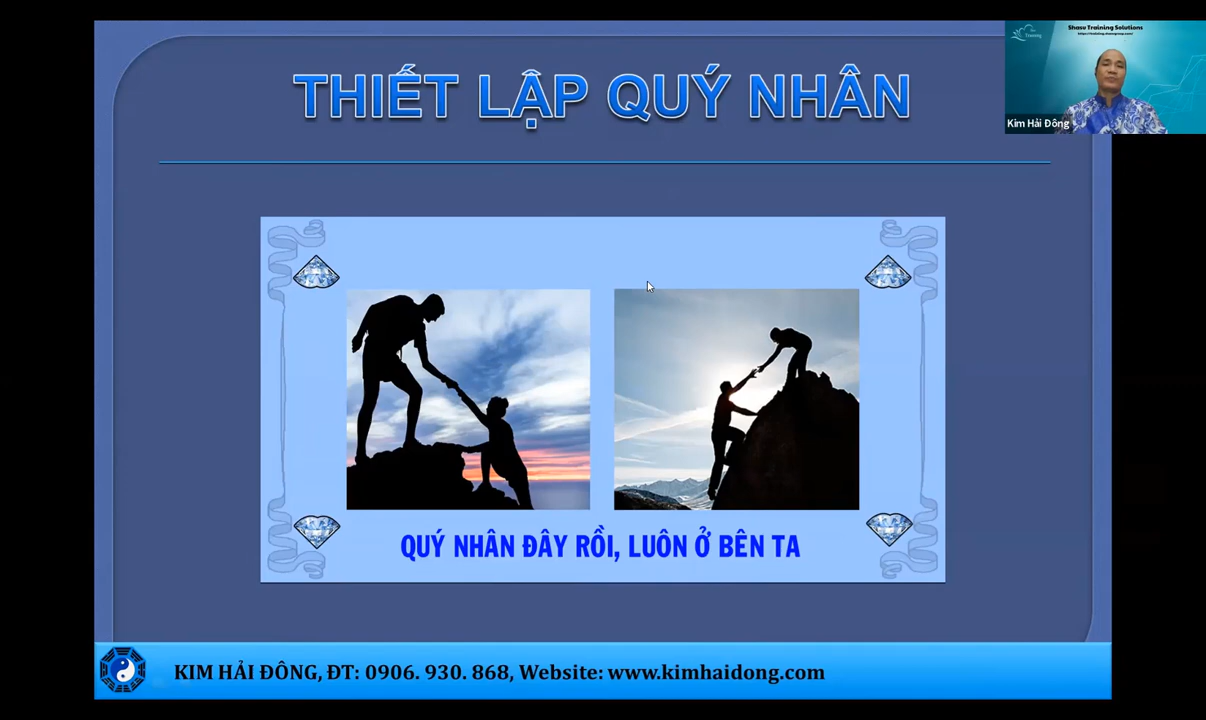 THIẾT LẬP QUÝ NHÂN
Shasu Training Solutions
Kim Hải Đông
QUÝ NHÂN ĐÂY RỒI, LUÔN Ở BÊN TA
KIM HẢI ĐÔNG, ĐT: 0906. 930. 868, Website: www.kimhaidong.com